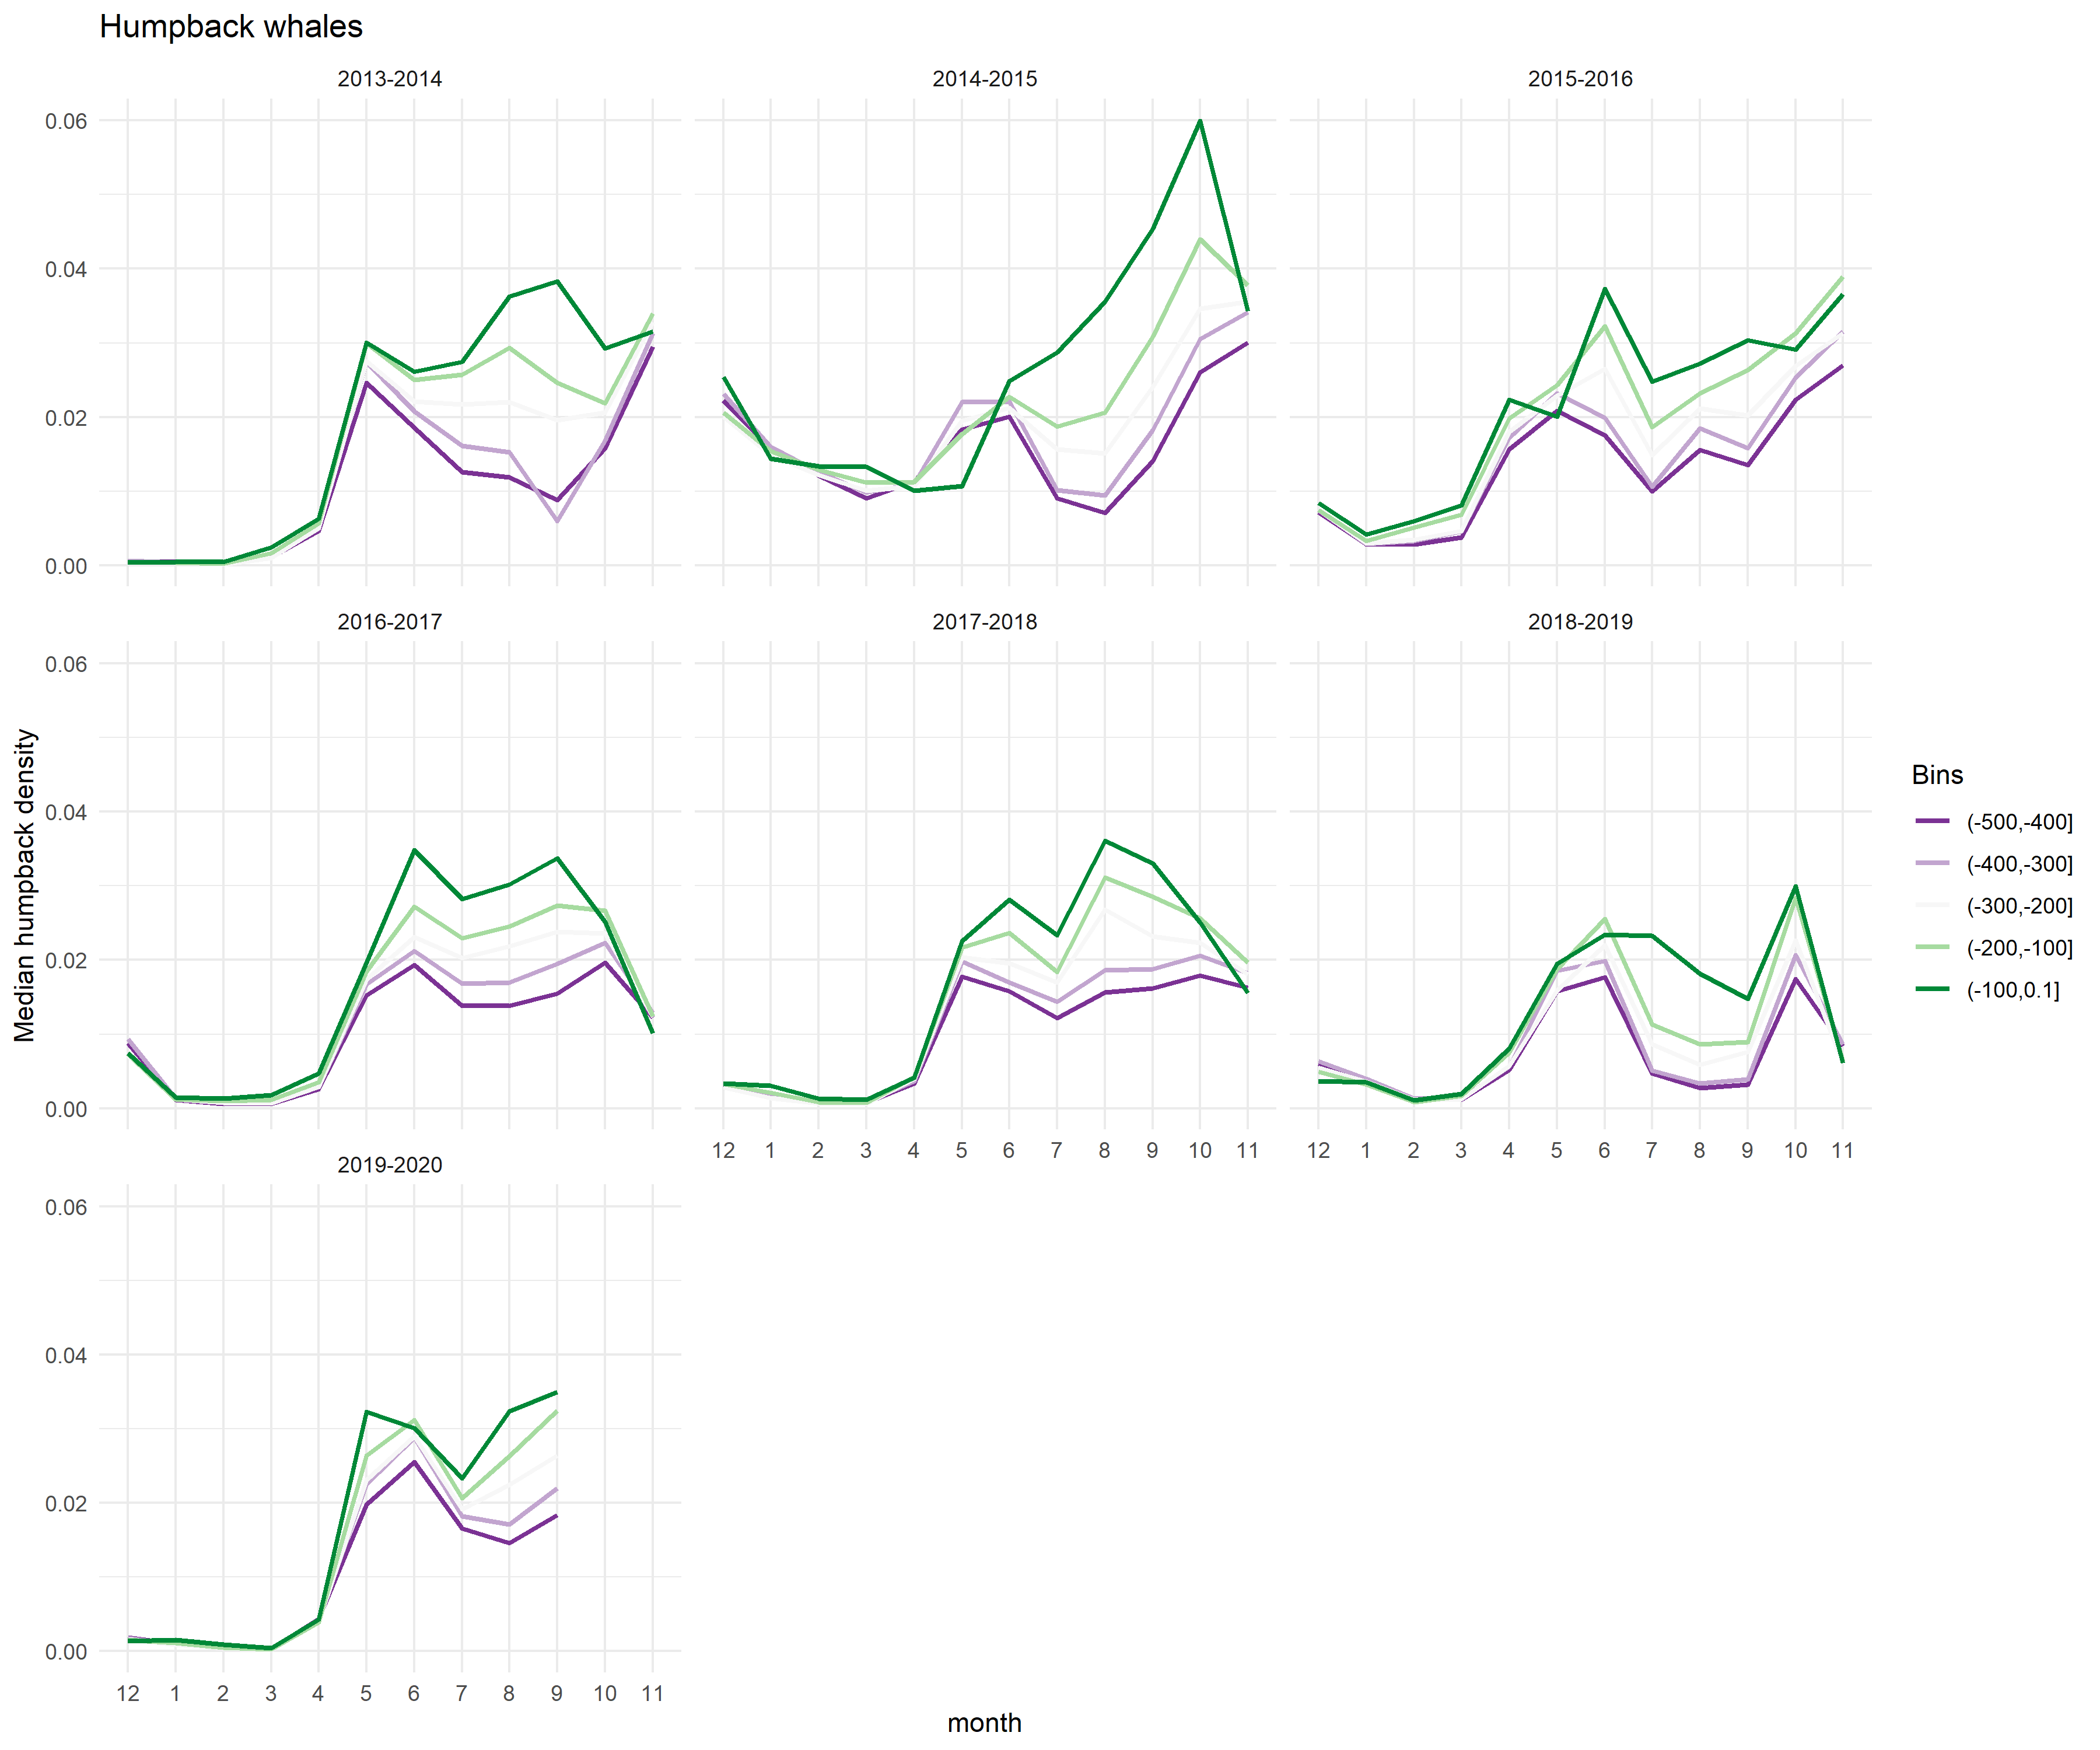 Humpback whales
2013-2014 2014-2015 2015-2016
0.06
0.04
0.02
0.00
2016-2017 2017-2018 2018-2019
0.06
0.04
0.02
0.00
12 1 2 3 4 5 6 7 8 9 10 11
12 1 2 3 4 5 6 7 8 9 10 11
2019-2020
0.06
0.04
0.02
0.00
12 1 2 3 4 5 6 7 8 9 10 11
month
Median humpback density
Bins
(-500,-400]
(-400,-300]
(-300,-200]
(-200,-100]
(-100,0.1]